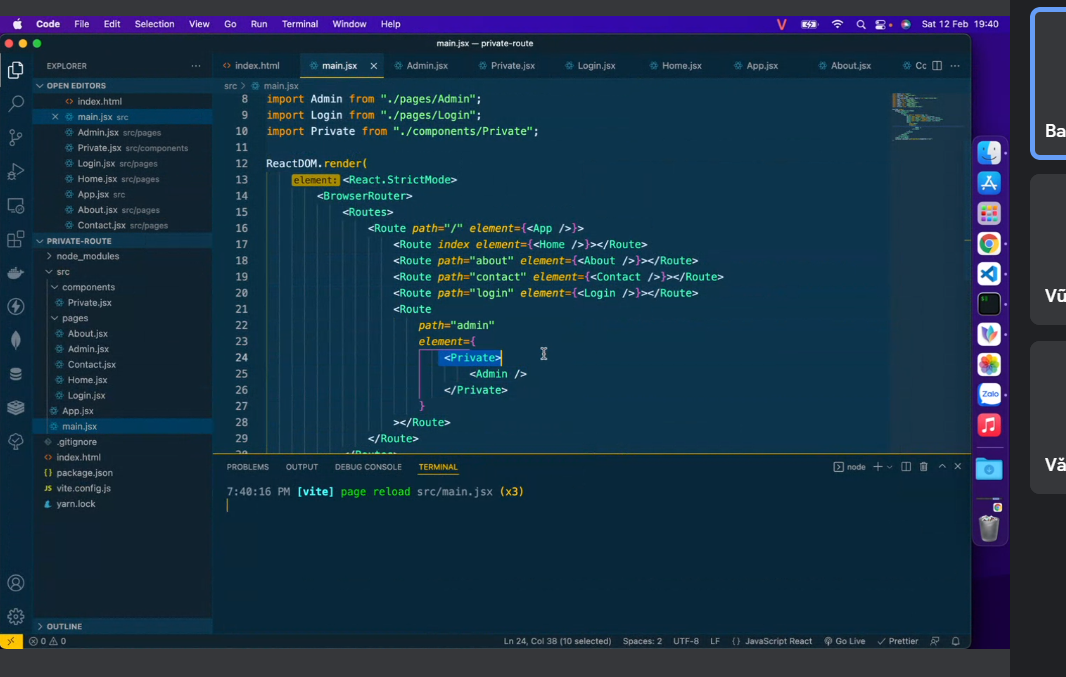 Code File Edit Selection View Go Run Terminal Window Help
Sat 12 Feb 19:40
main.jsx — private-route
EXPLORER
index.html main.jsx Admin.jsx Private.jsx Login.jsx Home.jsx App.jsx About.jsx Cc
OPEN EDITORS
index.html
main.jsx src
Admin.jsx src/pages
Private.jsx src/components
Login.jsx src/pages
Home.jsx src/pages
App.jsx src
About.jsx src/pages
Contact.jsx src/pages
PRIVATE-ROUTE
node_modules
src
components
Private.jsx
pages
About.jsx
Admin.jsx
Contact.jsx
Home.jsx
Login.jsx
App.jsx
main.jsx
.gitignore
index.html
package.json
JS vite.config.js
yarn.lock
OUTLINE
src > main.jsx
8 import Admin from "./pages/Admin";
9 import Login from "./pages/Login";
10 import Private from "./components/Private";
11
12 ReactDOM.render(
13 element: <React.StrictMode>
14 <BrowserRouter>
15 <Routes>
16 <Route path="/" element={<App />}>
17 <Route index element={<Home />}></Route>
18 <Route path="about" element={<About />}></Route>
19 <Route path="contact" element={<Contact />}></Route>
20 <Route path="login" element={<Login />}></Route>
21 <Route
22 path="admin"
23 element={
24 <Private>
25 <Admin />
26 </Private>
27 }
28 ></Route>
29 </Route>
PROBLEMS OUTPUT DEBUG CONSOLE TERMINAL
node
7:40:16 PM [vite] page reload src/main.jsx (x3)
0 0
Ln 24, Col 38 (10 selected) Spaces: 2 UTF-8 LF JavaScript React Go Live Prettier
Zalo
Ba
Vũ
Vă